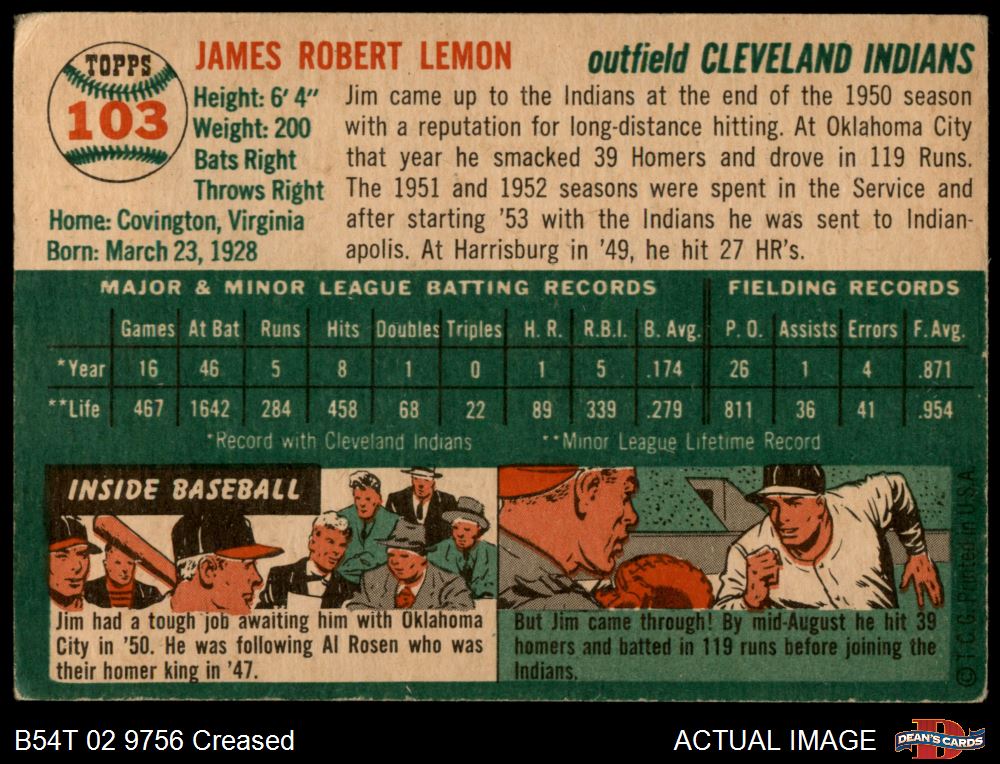 TOPPS
103
JAMES ROBERT LEMON
outfield CLEVELAND INDIANS
Height: 6' 4"
Weight: 200
Bats Right
Throws Right
Home: Covington, Virginia
Born: March 23, 1928
Jim came up to the Indians at the end of the 1950 season
with a reputation for long-distance hitting. At Oklahoma City
that year he smacked 39 Homers and drove in 119 Runs.
The 1951 and 1952 seasons were spent in the Service and
after starting '53 with the Indians he was sent to Indian-
apolis. At Harrisburg in '49, he hit 27 HR's.
MAJOR & MINOR LEAGUE BATTING RECORDS
FIELDING RECORDS
Games At Bat Runs Hits Doubles Triples H. R. R.B.I. B. Avg. P. O. Assists Errors F. Avg.
*Year 16 46 5 8 1 0 1 5 .174 26 1 4 .871
**Life 467 1642 284 458 68 22 89 339 .279 811 36 41 .954
*Record with Cleveland Indians **Minor League Lifetime Record
INSIDE BASEBALL
Jim had a tough job awaiting him with Oklahoma
City in '50. He was following Al Rosen who was
their homer king in '47.
But Jim came through! By mid-August he hit 39
homers and batted in 119 runs before joining the
Indians.
© T. C. G. Printed in U.S.A
B54T 02 9756 Creased
ACTUAL IMAGE
DEAN'S CARDS